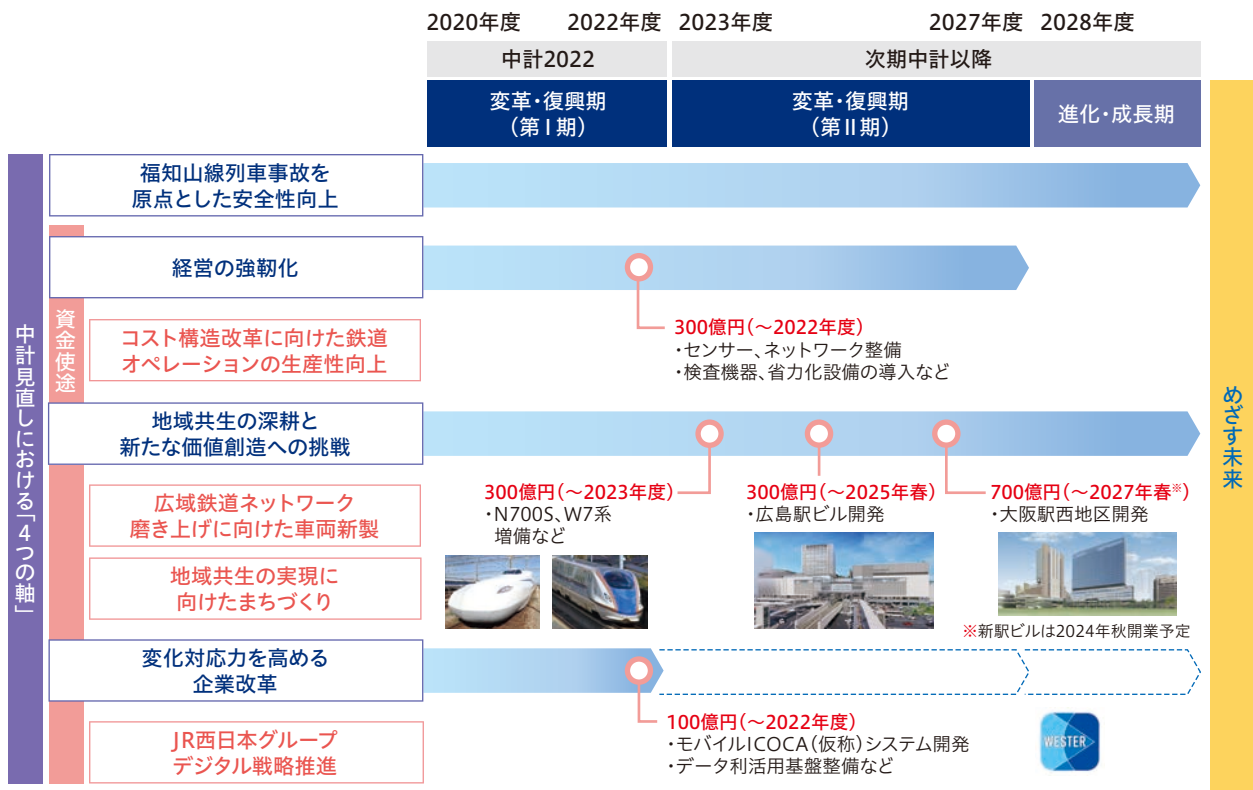 2020年度 2022年度 2023年度 2027年度 2028年度
中計2022 次期中計以降
変革・復興期
（第Ⅰ期）
変革・復興期
（第Ⅱ期）
進化・成長期
中計見直しにおける「4つの軸」
資金使途
めざす未来
福知山線列車事故を
原点とした安全性向上
経営の強靭化
コスト構造改革に向けた鉄道
オペレーションの生産性向上
300億円（〜2022年度）
・センサー、ネットワーク整備
・検査機器、省力化設備の導入など
地域共生の深耕と
新たな価値創造への挑戦
広域鉄道ネットワーク
磨き上げに向けた車両新製
地域共生の実現に
向けたまちづくり
300億円（〜2023年度）
・N700S、W7系
増備など
300億円（〜2025年春）
・広島駅ビル開発
700億円（〜2027年春※）
・大阪駅西地区開発
※新駅ビルは2024年秋開業予定
変化対応力を高める
企業改革
JR西日本グループ
デジタル戦略推進
100億円（〜2022年度）
・モバイルICOCA（仮称）システム開発
・データ利活用基盤整備など
WESTER